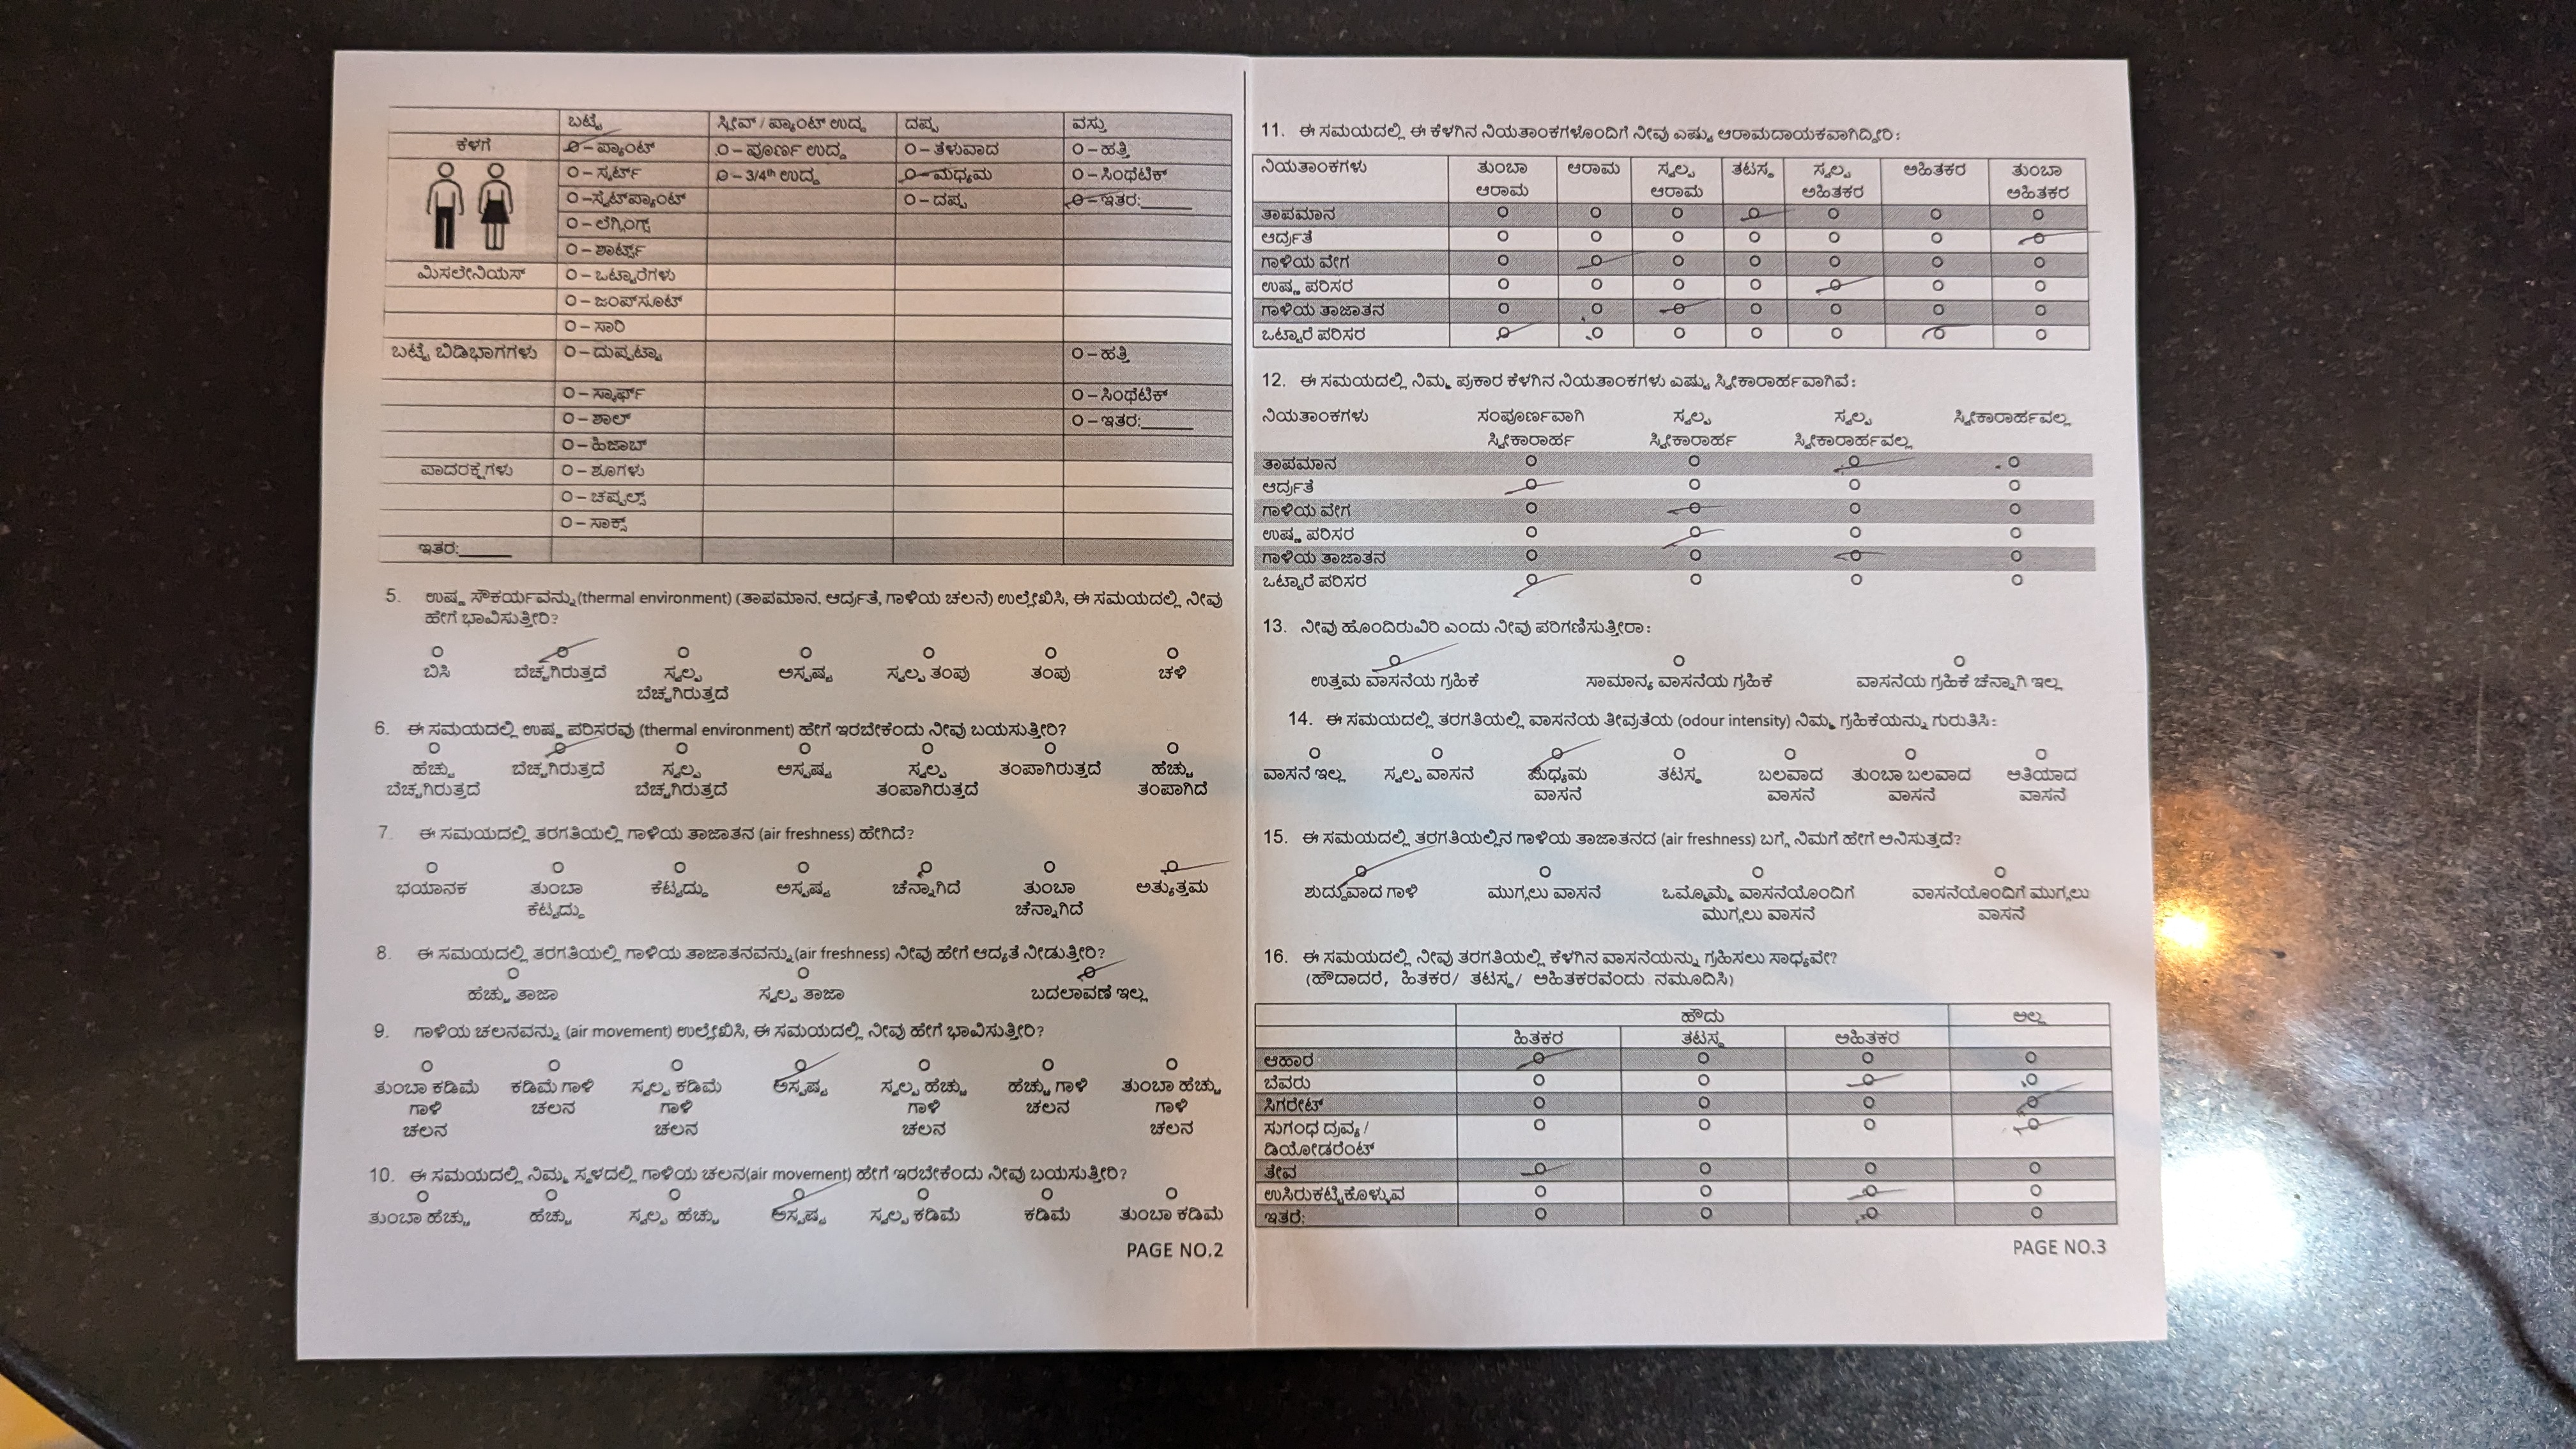 ಬಟ್ಟೆ ಸ್ಲೀವ್ / ಪ್ಯಾಂಟ್ ಉದ್ದ ದಪ್ಪ ವಸ್ತು
ಕೆಳಗೆ O – ಪ್ಯಾಂಟ್ O – ಪೂರ್ಣ ಉದ್ದ O – ತೆಳುವಾದ O – ಹತ್ತಿ
O – ಸ್ಕರ್ಟ್ O – 3/4th ಉದ್ದ O – ಮಧ್ಯಮ O – ಸಿಂಥೆಟಿಕ್
O –ಸ್ವೆಟ್‌ಪ್ಯಾಂಟ್ O – ದಪ್ಪ O – ಇತರ:______
O – ಲೆಗ್ಗಿಂಗ್ಸ್
O – ಶಾರ್ಟ್ಸ್
ಮಿಸಲೇನಿಯಸ್ O – ಒಟ್ಟಾರೆಗಳು
O – ಜಂಪ್‌ಸೂಟ್
O – ಸಾರಿ
ಬಟ್ಟೆ ಬಿಡಿಭಾಗಗಳು O – ದುಪ್ಪಟ್ಟಾ O – ಹತ್ತಿ
O – ಸ್ಕಾರ್ಫ್ O – ಸಿಂಥೆಟಿಕ್
O – ಶಾಲ್ O – ಇತರ:______
O – ಹಿಜಾಬ್
ಪಾದರಕ್ಷೆಗಳು O – ಶೂಗಳು
O – ಚಪ್ಪಲ್ಸ್
O – ಸಾಕ್ಸ್
ಇತರ:______
5. ಉಷ್ಣ ಸೌಕರ್ಯವನ್ನು (thermal environment) (ತಾಪಮಾನ, ಆರ್ದ್ರತೆ, ಗಾಳಿಯ ಚಲನೆ) ಉಲ್ಲೇಖಿಸಿ, ಈ ಸಮಯದಲ್ಲಿ ನೀವು
ಹೇಗೆ ಭಾವಿಸುತ್ತೀರಿ?
ಬಿಸಿ ಬೆಚ್ಚಗಿರುತ್ತದೆ ಸ್ವಲ್ಪ ಅಸ್ಪಷ್ಟ ಸ್ವಲ್ಪ ತಂಪು ತಂಪು ಚಳಿ
ಬೆಚ್ಚಗಿರುತ್ತದೆ
6. ಈ ಸಮಯದಲ್ಲಿ ಉಷ್ಣ ಪರಿಸರವು (thermal environment) ಹೇಗೆ ಇರಬೇಕೆಂದು ನೀವು ಬಯಸುತ್ತೀರಿ?
ಹೆಚ್ಚು ಬೆಚ್ಚಗಿರುತ್ತದೆ ಸ್ವಲ್ಪ ಅಸ್ಪಷ್ಟ ಸ್ವಲ್ಪ ತಂಪಾಗಿರುತ್ತದೆ ಹೆಚ್ಚು
ಬೆಚ್ಚಗಿರುತ್ತದೆ ಬೆಚ್ಚಗಿರುತ್ತದೆ ತಂಪಾಗಿರುತ್ತದೆ ತಂಪಾಗಿದೆ
7. ಈ ಸಮಯದಲ್ಲಿ ತರಗತಿಯಲ್ಲಿ ಗಾಳಿಯ ತಾಜಾತನ (air freshness) ಹೇಗಿದೆ?
ಭಯಾನಕ ತುಂಬಾ ಕೆಟ್ಟದ್ದು ಅಸ್ಪಷ್ಟ ಚೆನ್ನಾಗಿದೆ ತುಂಬಾ ಅತ್ಯುತ್ತಮ
ಕೆಟ್ಟದ್ದು ಚೆನ್ನಾಗಿದೆ
8. ಈ ಸಮಯದಲ್ಲಿ ತರಗತಿಯಲ್ಲಿ ಗಾಳಿಯ ತಾಜಾತನವನ್ನು (air freshness) ನೀವು ಹೇಗೆ ಆದ್ಯತೆ ನೀಡುತ್ತೀರಿ?
ಹೆಚ್ಚು ತಾಜಾ ಸ್ವಲ್ಪ ತಾಜಾ ಬದಲಾವಣೆ ಇಲ್ಲ
9. ಗಾಳಿಯ ಚಲನವನ್ನು (air movement) ಉಲ್ಲೇಖಿಸಿ, ಈ ಸಮಯದಲ್ಲಿ ನೀವು ಹೇಗೆ ಭಾವಿಸುತ್ತೀರಿ?
ತುಂಬಾ ಕಡಿಮೆ ಕಡಿಮೆ ಗಾಳಿ ಸ್ವಲ್ಪ ಕಡಿಮೆ ಅಸ್ಪಷ್ಟ ಸ್ವಲ್ಪ ಹೆಚ್ಚು ಹೆಚ್ಚು ಗಾಳಿ ತುಂಬಾ ಹೆಚ್ಚು
ಗಾಳಿ ಚಲನ ಗಾಳಿ ಗಾಳಿ ಚಲನ ಗಾಳಿ
ಚಲನ ಚಲನ ಚಲನ ಚಲನ
10. ಈ ಸಮಯದಲ್ಲಿ ನಿಮ್ಮ ಸ್ಥಳದಲ್ಲಿ ಗಾಳಿಯ ಚಲನ(air movement) ಹೇಗೆ ಇರಬೇಕೆಂದು ನೀವು ಬಯಸುತ್ತೀರಿ?
ತುಂಬಾ ಹೆಚ್ಚು ಹೆಚ್ಚು ಸ್ವಲ್ಪ ಹೆಚ್ಚು ಅಸ್ಪಷ್ಟ ಸ್ವಲ್ಪ ಕಡಿಮೆ ಕಡಿಮೆ ತುಂಬಾ ಕಡಿಮೆ
PAGE NO.2
11. ಈ ಸಮಯದಲ್ಲಿ ಈ ಕೆಳಗಿನ ನಿಯತಾಂಕಗಳೊಂದಿಗೆ ನೀವು ಎಷ್ಟು ಆರಾಮದಾಯಕವಾಗಿದ್ದೀರಿ:
ನಿಯತಾಂಕಗಳು ತುಂಬಾ ಆರಾಮ ಸ್ವಲ್ಪ ತಟಸ್ಥ ಸ್ವಲ್ಪ ಅಹಿತಕರ ತುಂಬಾ
ಆರಾಮ ಆರಾಮ ಅಹಿತಕರ ಅಹಿತಕರ
ತಾಪಮಾನ
ಆರ್ದ್ರತೆ
ಗಾಳಿಯ ವೇಗ
ಉಷ್ಣ ಪರಿಸರ
ಗಾಳಿಯ ತಾಜಾತನ
ಒಟ್ಟಾರೆ ಪರಿಸರ
12. ಈ ಸಮಯದಲ್ಲಿ ನಿಮ್ಮ ಪ್ರಕಾರ ಕೆಳಗಿನ ನಿಯತಾಂಕಗಳು ಎಷ್ಟು ಸ್ವೀಕಾರಾರ್ಹವಾಗಿವೆ:
ನಿಯತಾಂಕಗಳು ಸಂಪೂರ್ಣವಾಗಿ ಸ್ವಲ್ಪ ಸ್ವಲ್ಪ ಸ್ವೀಕಾರಾರ್ಹವಲ್ಲ
ಸ್ವೀಕಾರಾರ್ಹ ಸ್ವೀಕಾರಾರ್ಹ ಸ್ವೀಕಾರಾರ್ಹವಲ್ಲ
ತಾಪಮಾನ
ಆರ್ದ್ರತೆ
ಗಾಳಿಯ ವೇಗ
ಉಷ್ಣ ಪರಿಸರ
ಗಾಳಿಯ ತಾಜಾತನ
ಒಟ್ಟಾರೆ ಪರಿಸರ
13. ನೀವು ಹೊಂದಿರುವಿರಿ ಎಂದು ನೀವು ಪರಿಗಣಿಸುತ್ತೀರಾ:
ಉತ್ತಮ ವಾಸನೆಯ ಗ್ರಹಿಕೆ ಸಾಮಾನ್ಯ ವಾಸನೆಯ ಗ್ರಹಿಕೆ ವಾಸನೆಯ ಗ್ರಹಿಕೆ ಚೆನ್ನಾಗಿ ಇಲ್ಲ
14. ಈ ಸಮಯದಲ್ಲಿ ತರಗತಿಯಲ್ಲಿ ವಾಸನೆಯ ತೀವ್ರತೆಯ (odour intensity) ನಿಮ್ಮ ಗ್ರಹಿಕೆಯನ್ನು ಗುರುತಿಸಿ:
ವಾಸನೆ ಇಲ್ಲ ಸ್ವಲ್ಪ ವಾಸನೆ ಮಧ್ಯಮ ತಟಸ್ಥ ಬಲವಾದ ತುಂಬಾ ಬಲವಾದ ಅತಿಯಾದ
ವಾಸನೆ ವಾಸನೆ ವಾಸನೆ ವಾಸನೆ
15. ಈ ಸಮಯದಲ್ಲಿ ತರಗತಿಯಲ್ಲಿನ ಗಾಳಿಯ ತಾಜಾತನದ (air freshness) ಬಗ್ಗೆ ನಿಮಗೆ ಹೇಗೆ ಅನಿಸುತ್ತದೆ?
ಶುದ್ಧವಾದ ಗಾಳಿ ಮುಗ್ಗಲು ವಾಸನೆ ಒಮ್ಮೊಮ್ಮೆ ವಾಸನೆಯೊಂದಿಗೆ ವಾಸನೆಯೊಂದಿಗೆ ಮುಗ್ಗಲು
ಮುಗ್ಗಲು ವಾಸನೆ ವಾಸನೆ
16. ಈ ಸಮಯದಲ್ಲಿ ನೀವು ತರಗತಿಯಲ್ಲಿ ಕೆಳಗಿನ ವಾಸನೆಯನ್ನು ಗ್ರಹಿಸಲು ಸಾಧ್ಯವೇ?
(ಹೌದಾದರೆ, ಹಿತಕರ/ ತಟಸ್ಥ/ ಅಹಿತಕರವೆಂದು ನಮೂದಿಸಿ)
ಹೌದು ಅಲ್ಲ
ಹಿತಕರ ತಟಸ್ಥ ಅಹಿತಕರ
ಆಹಾರ
ಬೆವರು
ಸಿಗರೇಟ್
ಸುಗಂಧ ದ್ರವ್ಯ /
ಡಿಯೋಡರೆಂಟ್
ತೇವ
ಉಸಿರುಕಟ್ಟಿಕೊಳ್ಳುವ
ಇತರೆ:
PAGE NO.3